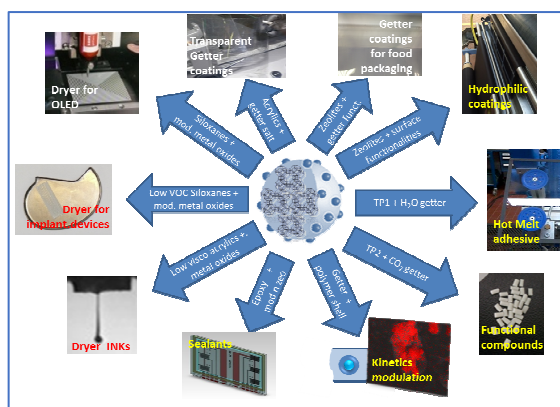 Transparent
Getter
coatings
Getter
coatings
for food
packaging
Dryer for
OLED
Hydrophilic
coatings
Siloxanes +
mod. metal oxides
Acrylics +
getter salt
Zeolites +
getter funct.
Zeolites + surface
functionalities
Dryer for
implant devices
Low VOC Siloxanes +
mod. metal oxides
TP1 + H₂O getter
Hot Melt
adhesive
Low visco acrylics +.
metal oxides
Epoxy +
mod n zeo
Getter +
polymer shell
TP2 + CO₂ getter
Dryer INKs
Sealants
Kinetics
modulation
Functional
compounds